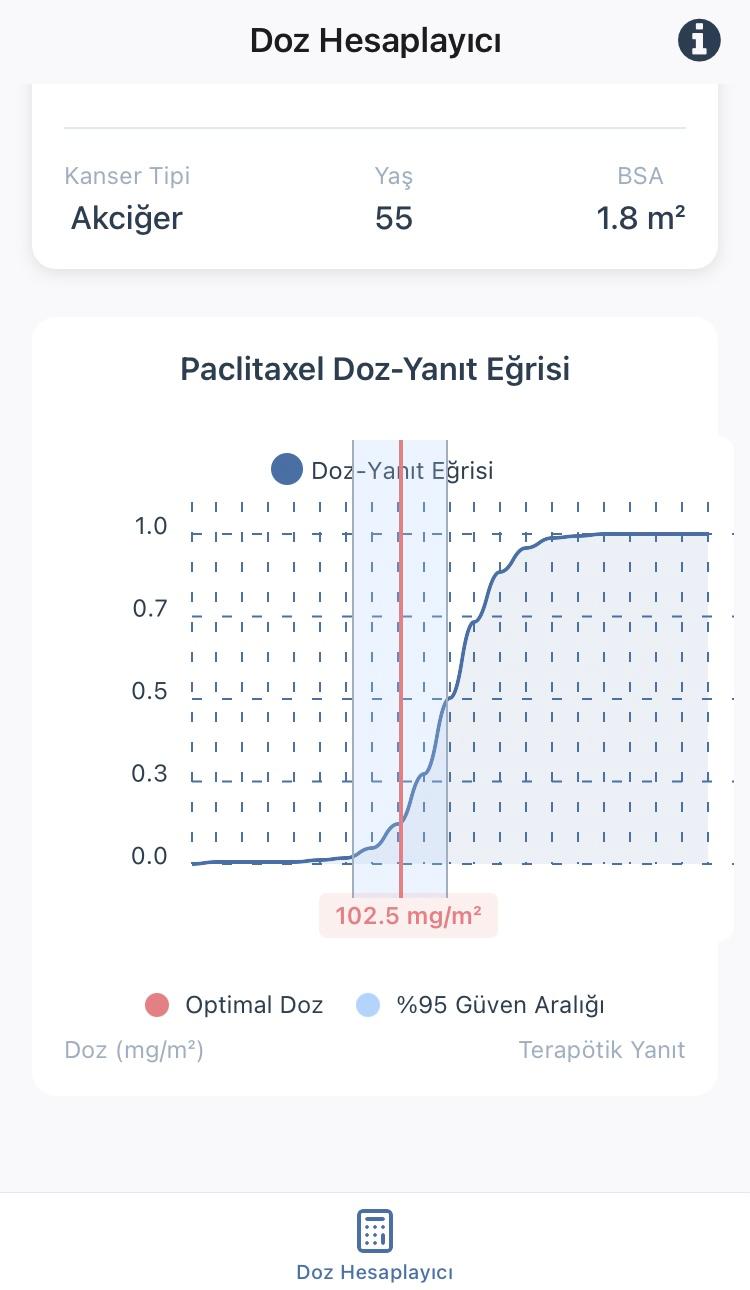 Doz Hesaplayıcı
Kanser Tipi Yaş BSA
Akciğer 55 1.8 m²
Paclitaxel Doz-Yanıt Eğrisi
Doz-Yanıt Eğrisi
1.0
0.7
0.5
0.3
0.0
102.5 mg/m²
Optimal Doz %95 Güven Aralığı
Doz (mg/m²) Terapötik Yanıt
Doz Hesaplayıcı